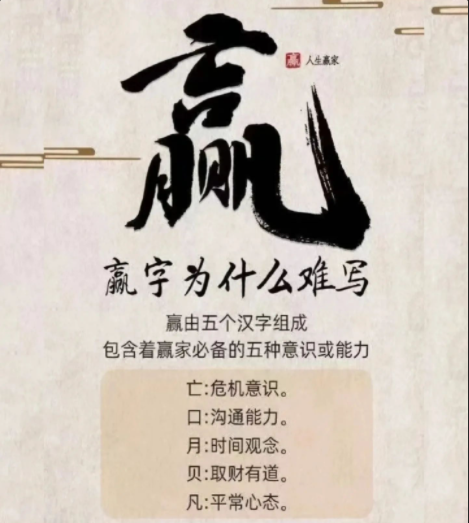 赢
赢 人生赢家
赢字为什么难写
赢由五个汉字组成
包含着赢家必备的五种意识或能力
亡:危机意识。
口:沟通能力。
月:时间观念。
贝:取财有道。
凡:平常心态。